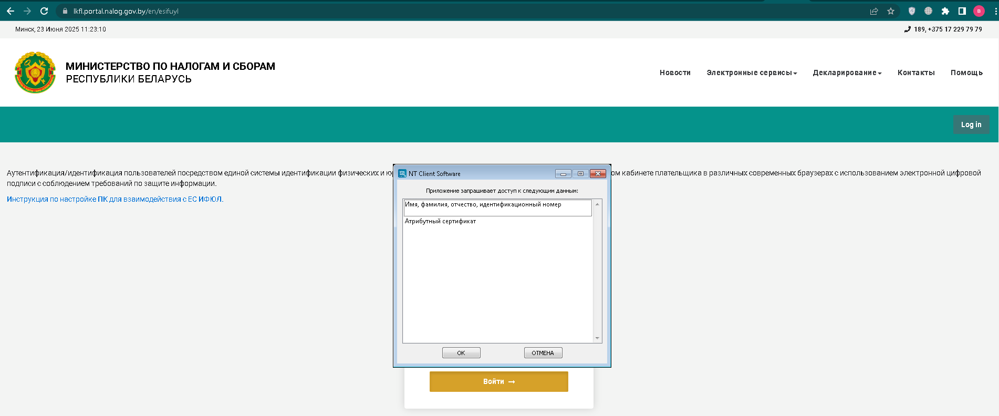 lkfl.portal.nalog.gov.by/en/esifuyl
B
Минск, 23 Июня 2025 11:23:10
189, +375 17 229 79 79
МИНИСТЕРСТВО ПО НАЛОГАМ И СБОРАМ
РЕСПУБЛИКИ БЕЛАРУСЬ
Новости Электронные сервисы Декларирование Контакты Помощь
Log in
Аутентификация/идентификация пользователей посредством единой системы идентификации физических и ом кабинете плательщика в различных современных браузерах с использованием электронной цифровой
подписи с соблюдением требований по защите информации.
Инструкция по настройке ПК для взаимодействия с ЕС ИФЮЛ.
NT Client Software
Приложение запрашивает доступ к следующим данным:
Имя, фамилия, отчество, идентификационный номер
Атрибутный сертификат
ОК ОТМЕНА
Войти →